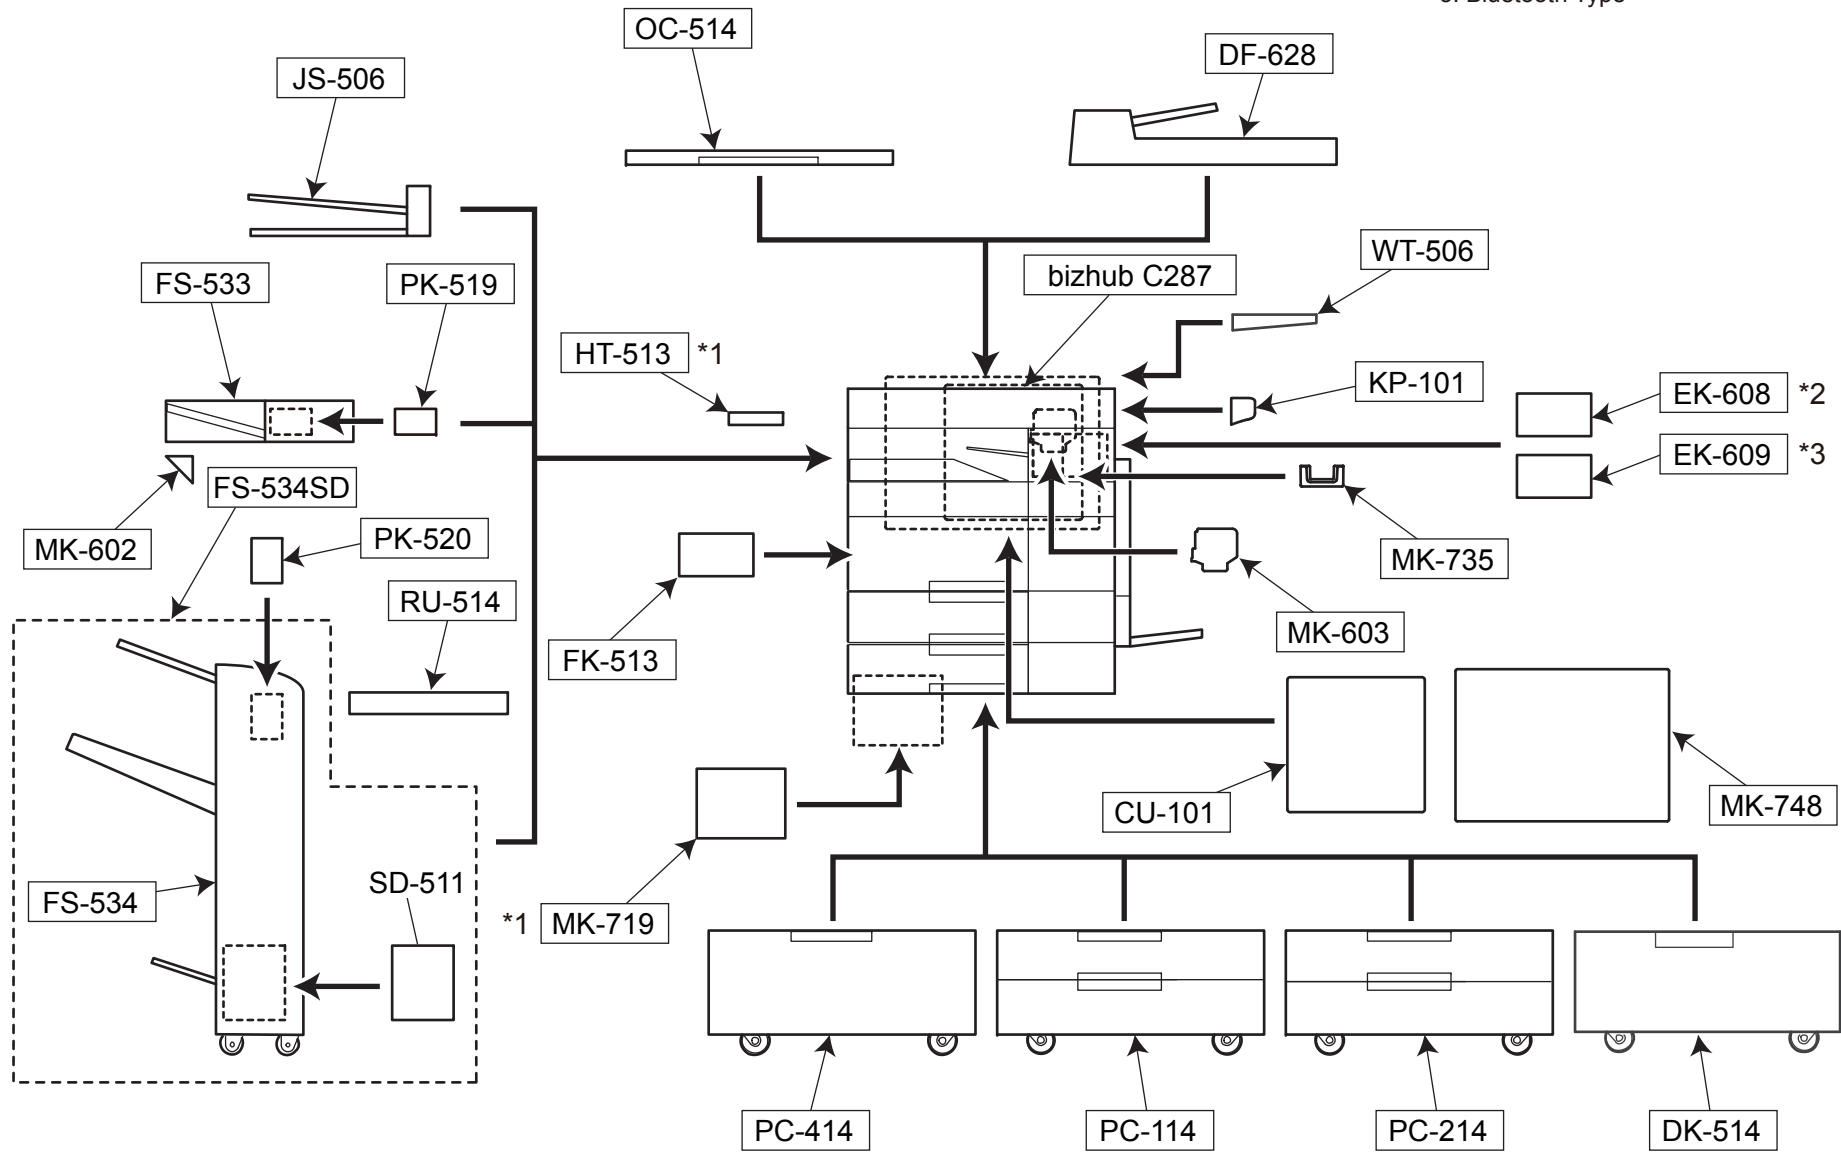 OC-514
DF-628
JS-506
WT-506
bizhub C287
FS-533
PK-519
HT-513 *1
KP-101
EK-608 *2
EK-609 *3
FS-534SD
MK-602
PK-520
MK-735
RU-514
MK-603
FK-513
CU-101
MK-748
SD-511
FS-534
*1 MK-719
PC-414
PC-114
PC-214
DK-514